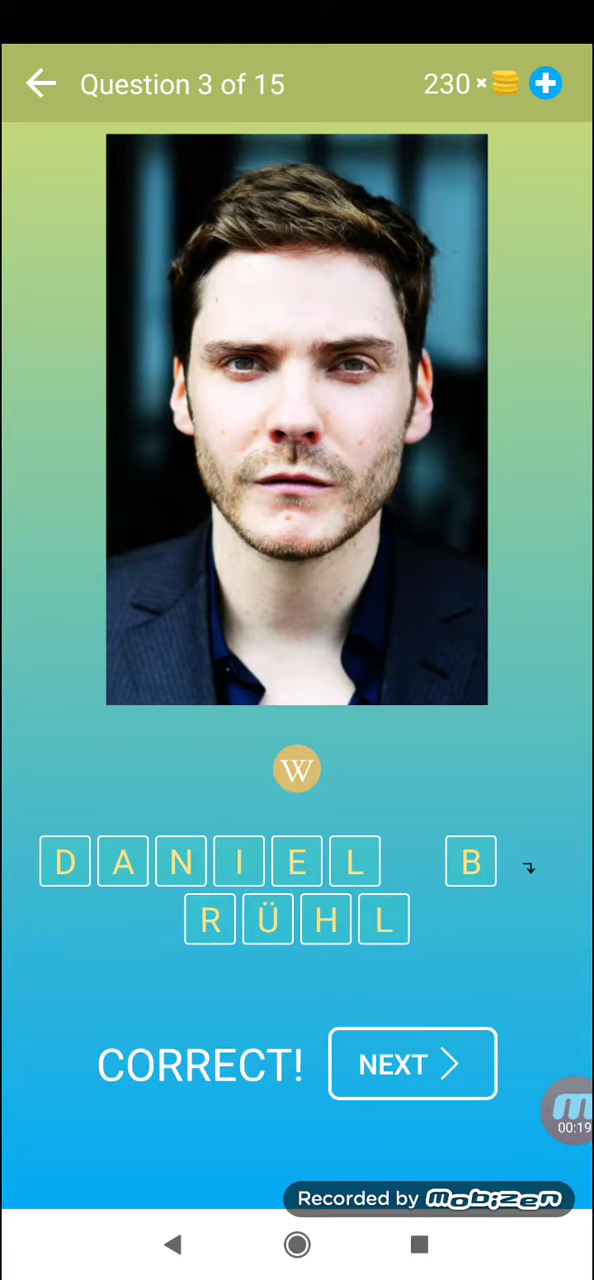 Question 3 of 15
230 ×
W
DANIEL B
RÜHL
CORRECT! NEXT
00:19
Recorded by mobizen